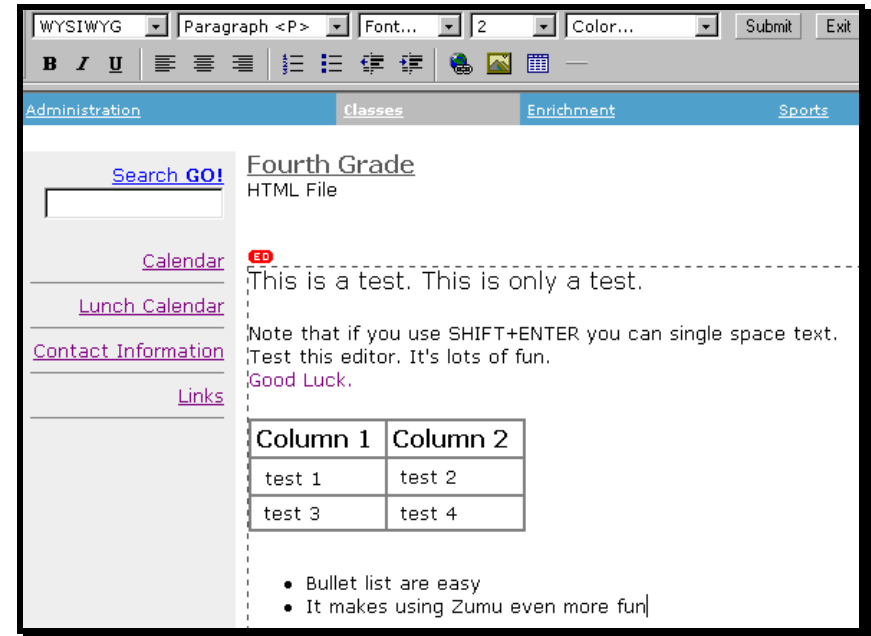 WYSIWYG Paragraph <P> Font... 2 Color... Submit Exit
B I U
Administration Classes Enrichment Sports
Search GO!
Fourth Grade
HTML File
Calendar
Lunch Calendar
Contact Information
Links
ED
This is a test. This is only a test.
Note that if you use SHIFT+ENTER you can single space text.
Test this editor. It's lots of fun.
Good Luck.
Column 1 Column 2
test 1 test 2
test 3 test 4
• Bullet list are easy
• It makes using Zumu even more fun